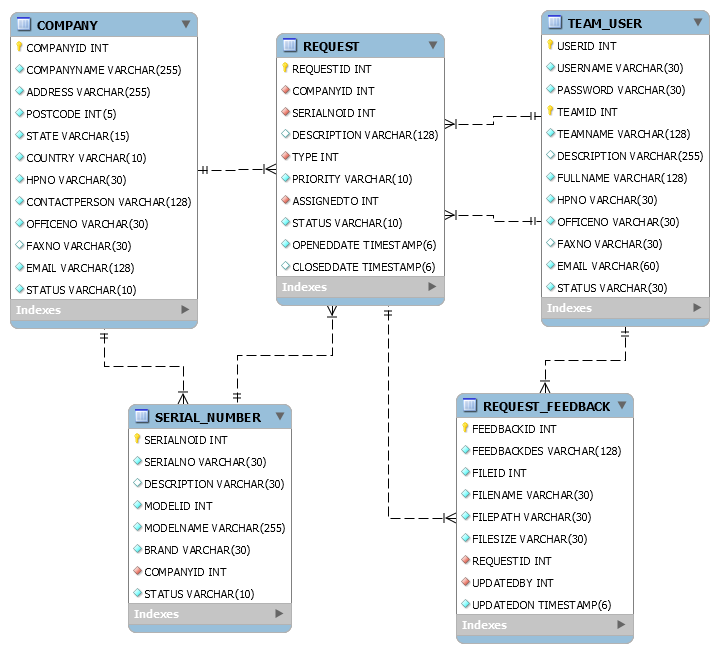 COMPANY
COMPANYID INT
COMPANYNAME VARCHAR(255)
ADDRESS VARCHAR(255)
POSTCODE INT(5)
STATE VARCHAR(15)
COUNTRY VARCHAR(10)
HPNO VARCHAR(30)
CONTACTPERSON VARCHAR(128)
OFFICENO VARCHAR(30)
FAXNO VARCHAR(30)
EMAIL VARCHAR(128)
STATUS VARCHAR(10)
Indexes
REQUEST
REQUESTID INT
COMPANYID INT
SERIALNOID INT
DESCRIPTION VARCHAR(128)
TYPE INT
PRIORITY VARCHAR(10)
ASSIGNEDTO INT
STATUS VARCHAR(10)
OPENEDDATE TIMESTAMP(6)
CLOSEDDATE TIMESTAMP(6)
Indexes
TEAM_USER
USERID INT
USERNAME VARCHAR(30)
PASSWORD VARCHAR(30)
TEAMID INT
TEAMNAME VARCHAR(128)
DESCRIPTION VARCHAR(255)
FULLNAME VARCHAR(128)
HPNO VARCHAR(30)
OFFICENO VARCHAR(30)
FAXNO VARCHAR(30)
EMAIL VARCHAR(60)
STATUS VARCHAR(30)
Indexes
SERIAL_NUMBER
SERIALNOID INT
SERIALNO VARCHAR(30)
DESCRIPTION VARCHAR(30)
MODELID INT
MODELNAME VARCHAR(255)
BRAND VARCHAR(30)
COMPANYID INT
STATUS VARCHAR(10)
Indexes
REQUEST_FEEDBACK
FEEDBACKID INT
FEEDBACKDES VARCHAR(128)
FILEID INT
FILENAME VARCHAR(30)
FILEPATH VARCHAR(30)
FILESIZE VARCHAR(30)
REQUESTID INT
UPDATEDBY INT
UPDATEDON TIMESTAMP(6)
Indexes